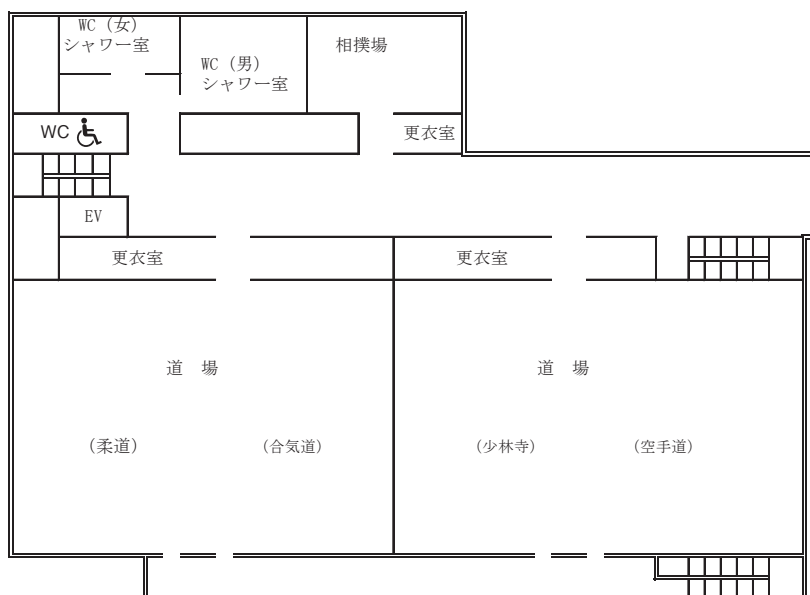 WC（女）
シャワー室
WC（男）
シャワー室
相撲場
WC
更衣室
EV
更衣室
更衣室
道　場
道　場
（柔道）
（合気道）
（少林寺）
（空手道）